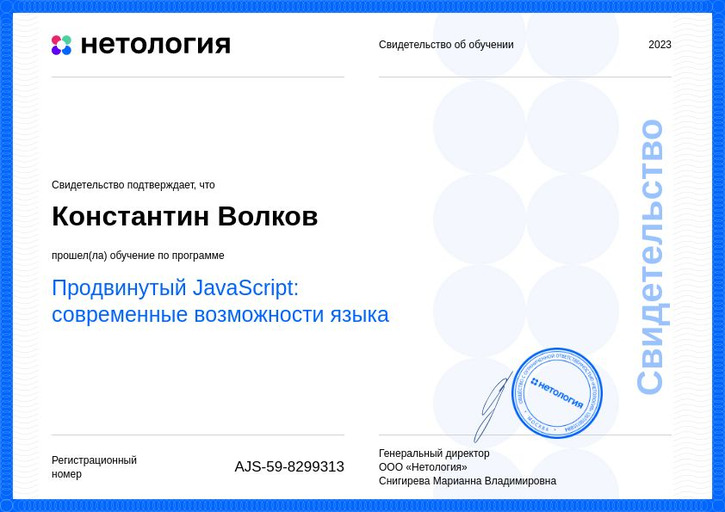 нетология
Свидетельство об обучении
2023
Свидетельство подтверждает, что
Константин Волков
прошел(ла) обучение по программе
Продвинутый JavaScript:
современные возможности языка
Свидетельство
нетология
МОСКВА
Регистрационный
номер
AJS-59-8299313
Генеральный директор
ООО «Нетология»
Снигирева Марианна Владимировна